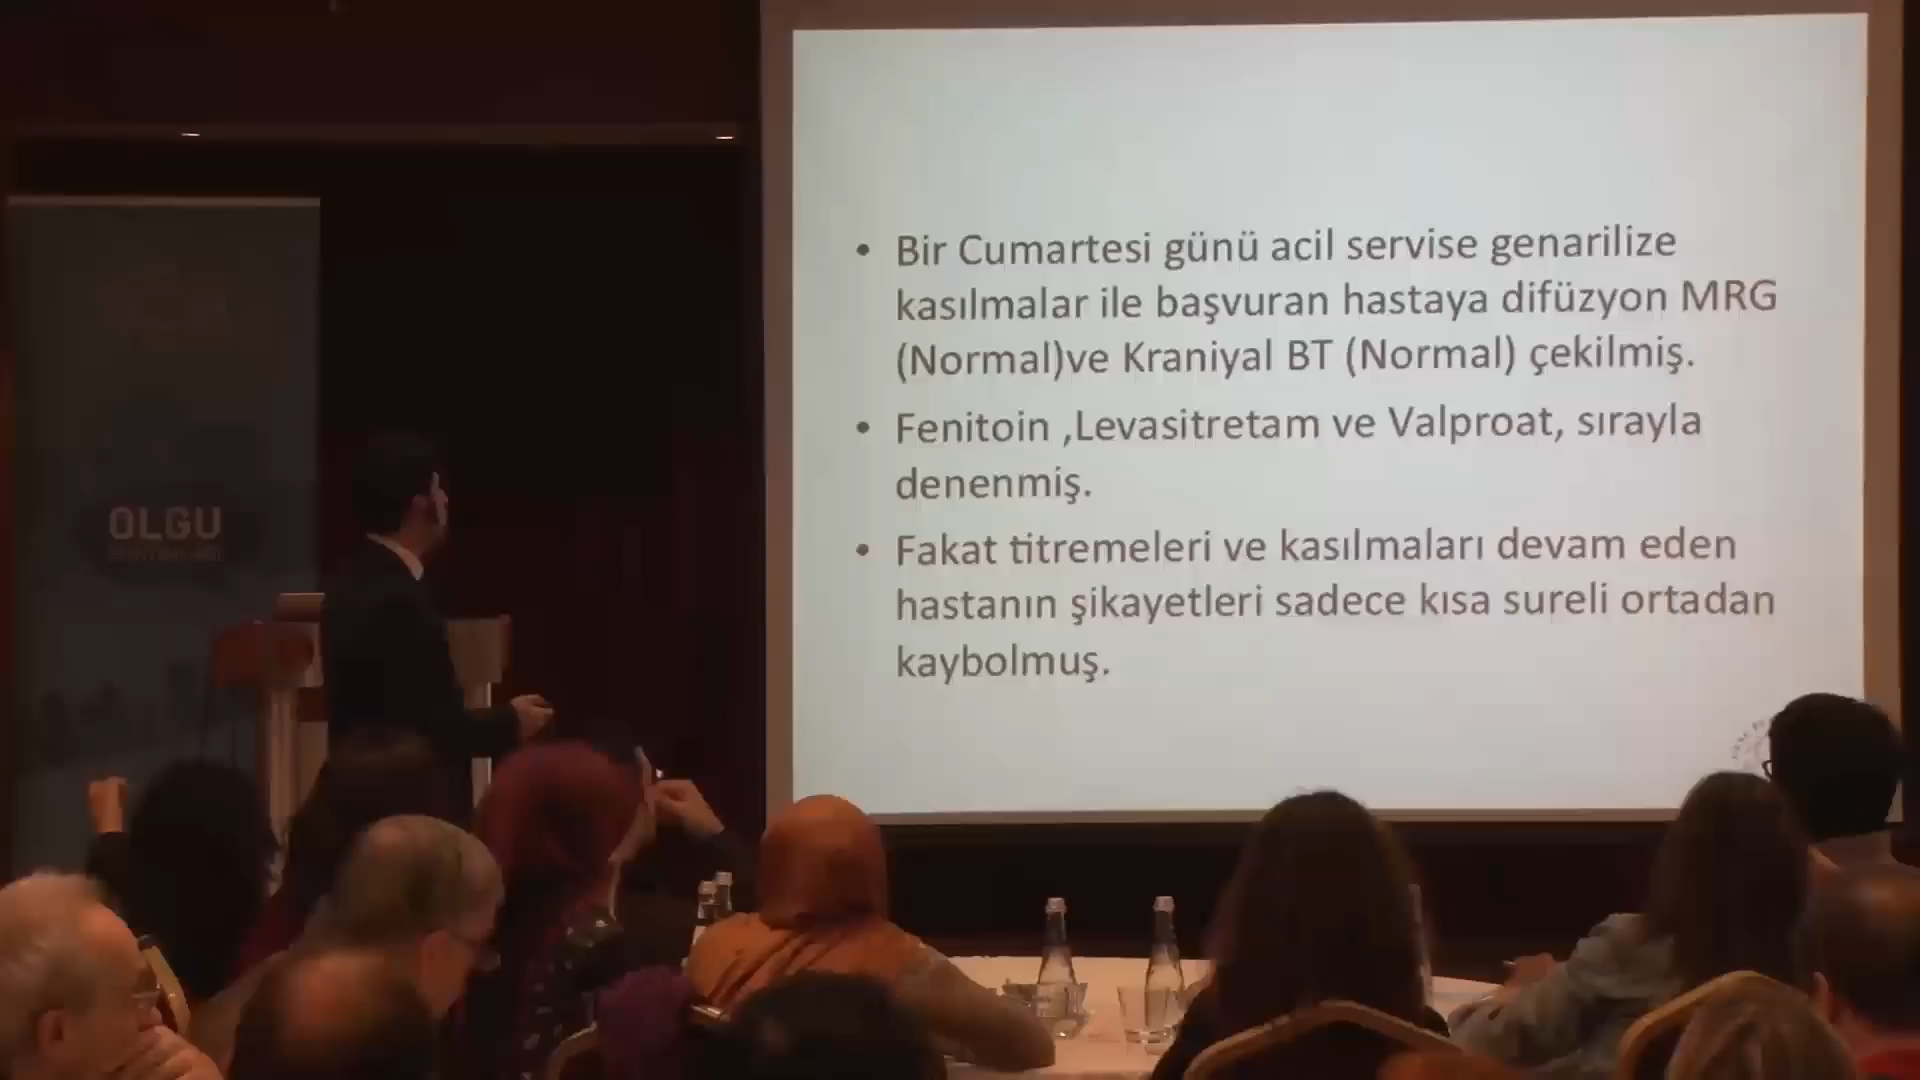 OLGU
• Bir Cumartesi günü acil servise genarilize
kasılmalar ile başvuran hastaya difüzyon MRG
(Normal)ve Kraniyal BT (Normal) çekilmiş.
• Fenitoin ,Levasitretam ve Valproat, sırayla
denenmiş.
• Fakat titremeleri ve kasılmaları devam eden
hastanın şikayetleri sadece kısa sureli ortadan
kaybolmuş.